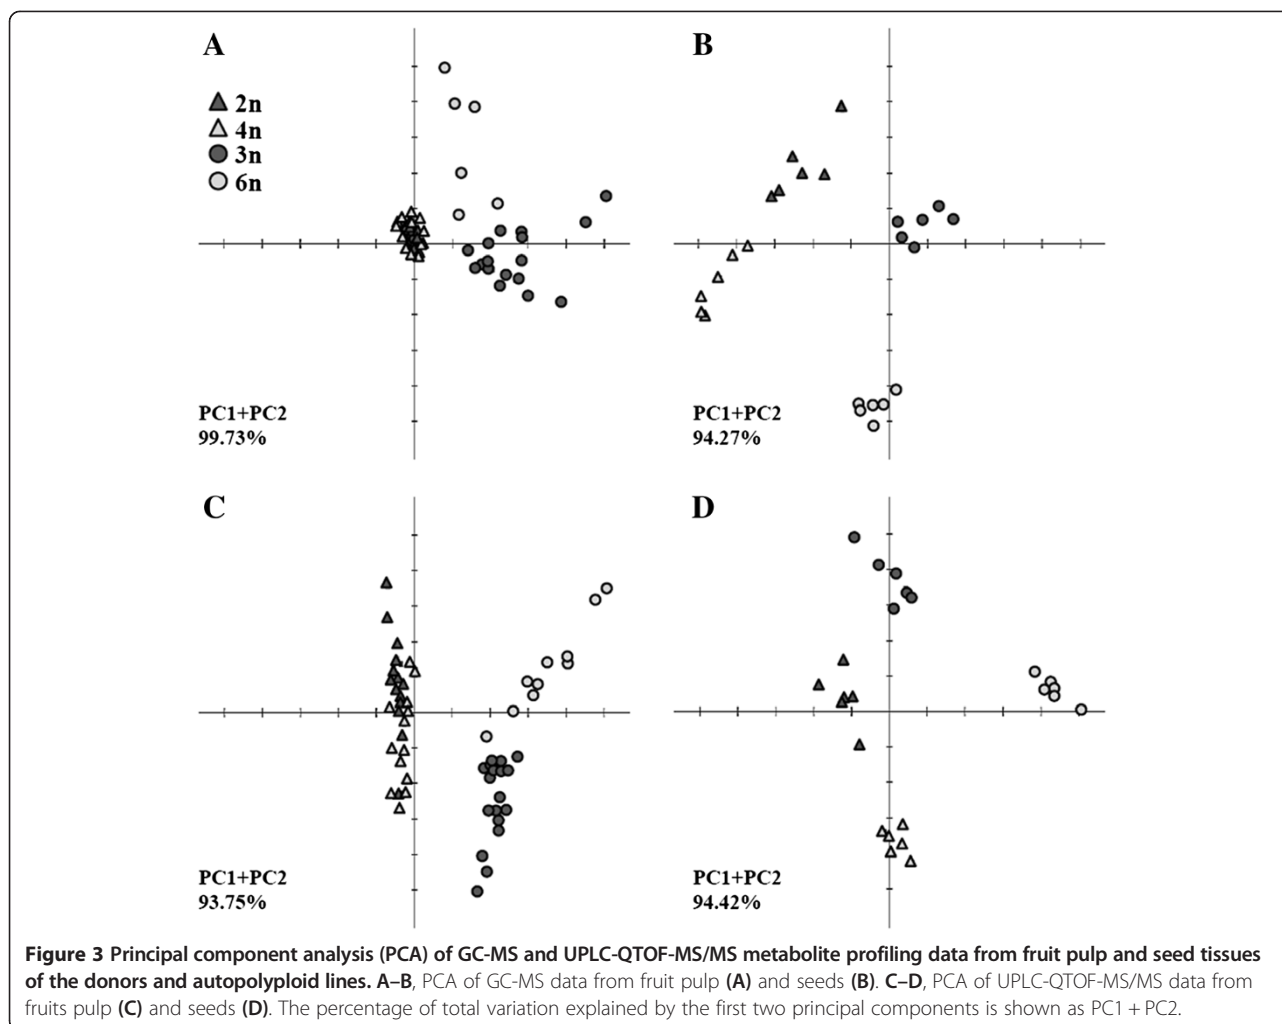 A
B
2n
4n
3n
6n
PC1+PC2
99.73%
PC1+PC2
94.27%
C
D
PC1+PC2
93.75%
PC1+PC2
94.42%
Figure 3 Principal component analysis (PCA) of GC-MS and UPLC-QTOF-MS/MS metabolite profiling data from fruit pulp and seed tissues
of the donors and autopolyploid lines. A–B, PCA of GC-MS data from fruit pulp (A) and seeds (B). C–D, PCA of UPLC-QTOF-MS/MS data from
fruits pulp (C) and seeds (D). The percentage of total variation explained by the first two principal components is shown as PC1 + PC2.